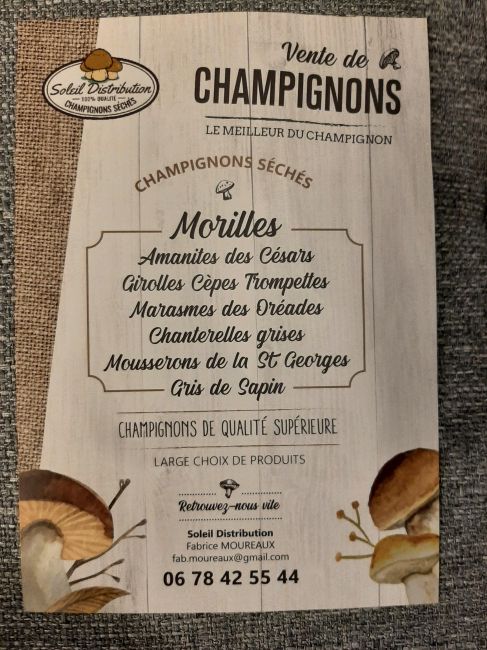 Soleil Distribution
100% QUALITÉ
CHAMPIGNONS SÉCHÉS
Vente de
CHAMPIGNONS
LE MEILLEUR DU CHAMPIGNON
CHAMPIGNONS SÉCHÉS
Morilles
Amanites des Césars
Girolles Cèpes Trompettes
Marasmes des Oréades
Chanterelles grises
Mousserons de la St Georges
Gris de Sapin
CHAMPIGNONS DE QUALITÉ SUPÉRIEURE
LARGE CHOIX DE PRODUITS
Retrouvez-nous vite
Soleil Distribution
Fabrice MOUREAUX
fab.moureaux@gmail.com
06 78 42 55 44